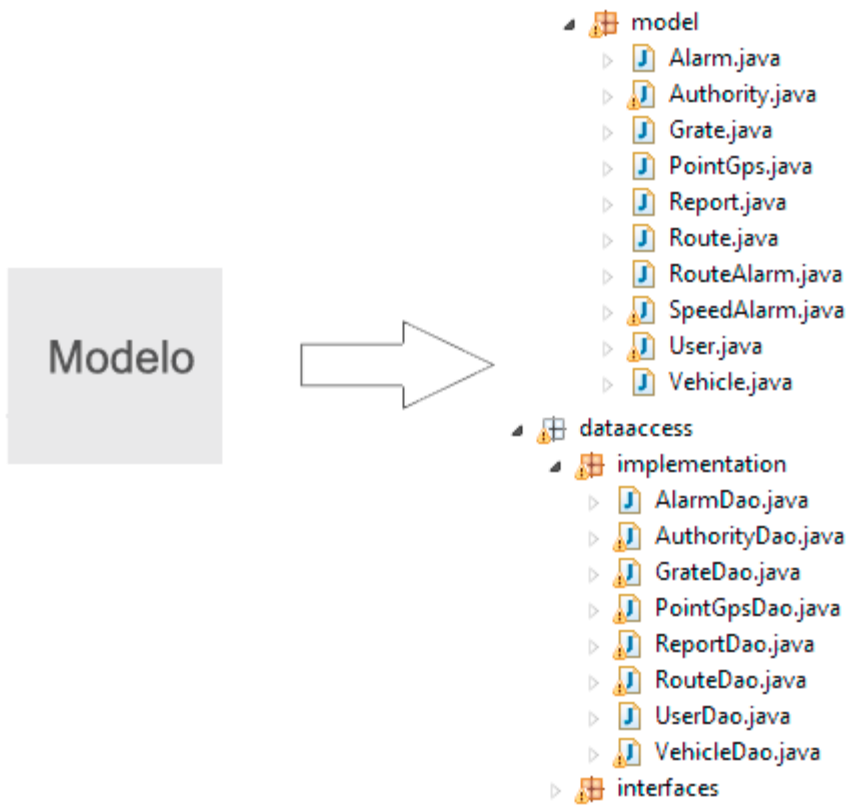 Modelo
model
Alarm.java
Authority.java
Grate.java
PointGps.java
Report.java
Route.java
RouteAlarm.java
SpeedAlarm.java
User.java
Vehicle.java
dataaccess
implementation
AlarmDao.java
AuthorityDao.java
GrateDao.java
PointGpsDao.java
ReportDao.java
RouteDao.java
UserDao.java
VehicleDao.java
interfaces